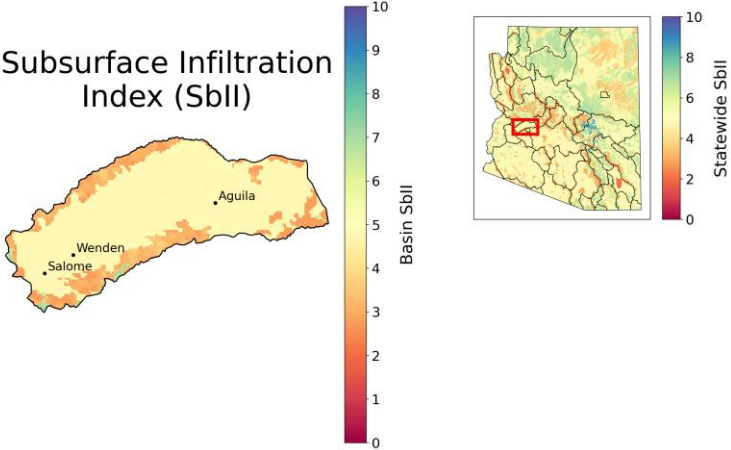 Subsurface Infiltration
Index (SbII)
Aguila
Wenden
Salome
10
9
8
7
6
5
4
3
2
1
0
Basin SbII
10
8
6
4
2
0
Statewide SbII